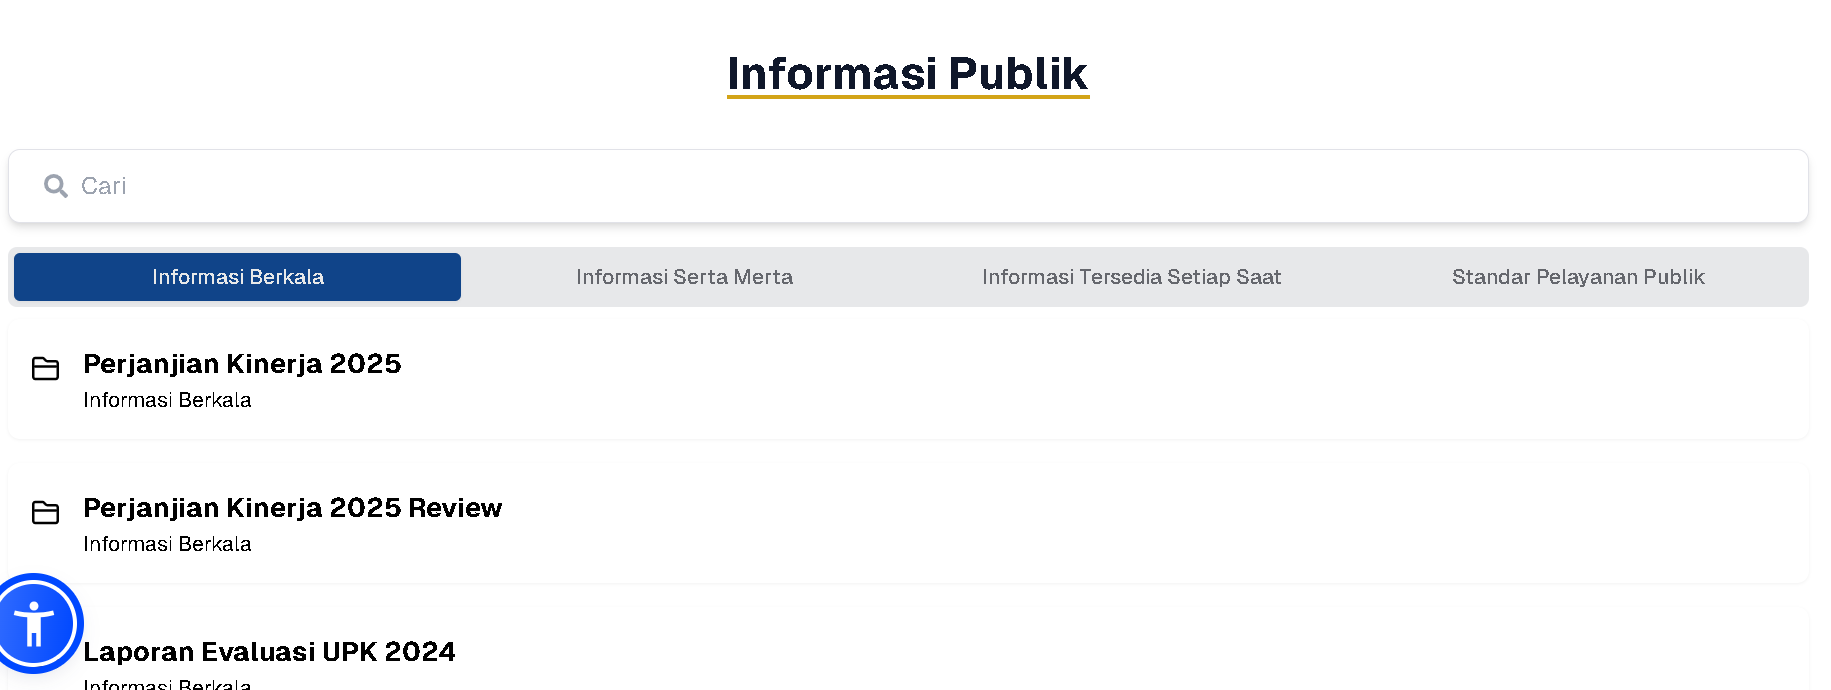 Informasi Publik
Cari
Informasi Berkala
Informasi Serta Merta
Informasi Tersedia Setiap Saat
Standar Pelayanan Publik
Perjanjian Kinerja 2025
Informasi Berkala
Perjanjian Kinerja 2025 Review
Informasi Berkala
Laporan Evaluasi UPK 2024
Informasi Berkala